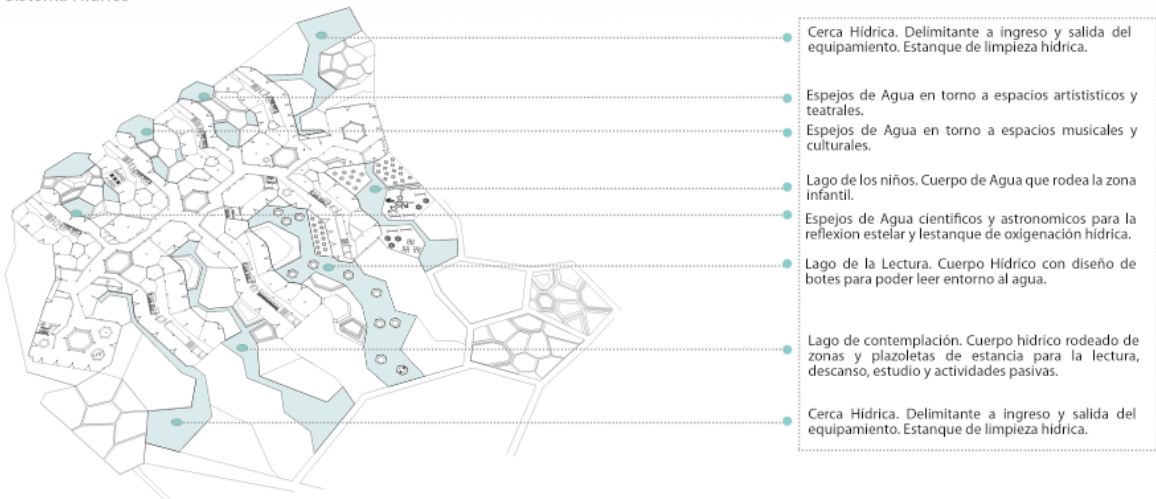 Sistema Hídrico
Cerca Hídrica. Delimitante a ingreso y salida del
equipamiento. Estanque de limpieza hidrica.
Espejos de Agua en torno a espacios artististicos y
teatrales.
Espejos de Agua en torno a espacios musicales y
culturales.
Lago de los niños. Cuerpo de Agua que rodea la zona
infantil.
Espejos de Agua cientificos y astronomicos para la
reflexion estelar y lestanque de oxigenación hídrica.
Lago de la Lectura. Cuerpo Hídrico con diseño de
botes para poder leer entorno al agua.
Lago de contemplación. Cuerpo hidrico rodeado de
zonas y plazoletas de estancia para la lectura,
descanso, estudio y actividades pasivas.
Cerca Hídrica. Delimitante a ingreso y salida del
equipamiento. Estanque de limpieza hidrica.